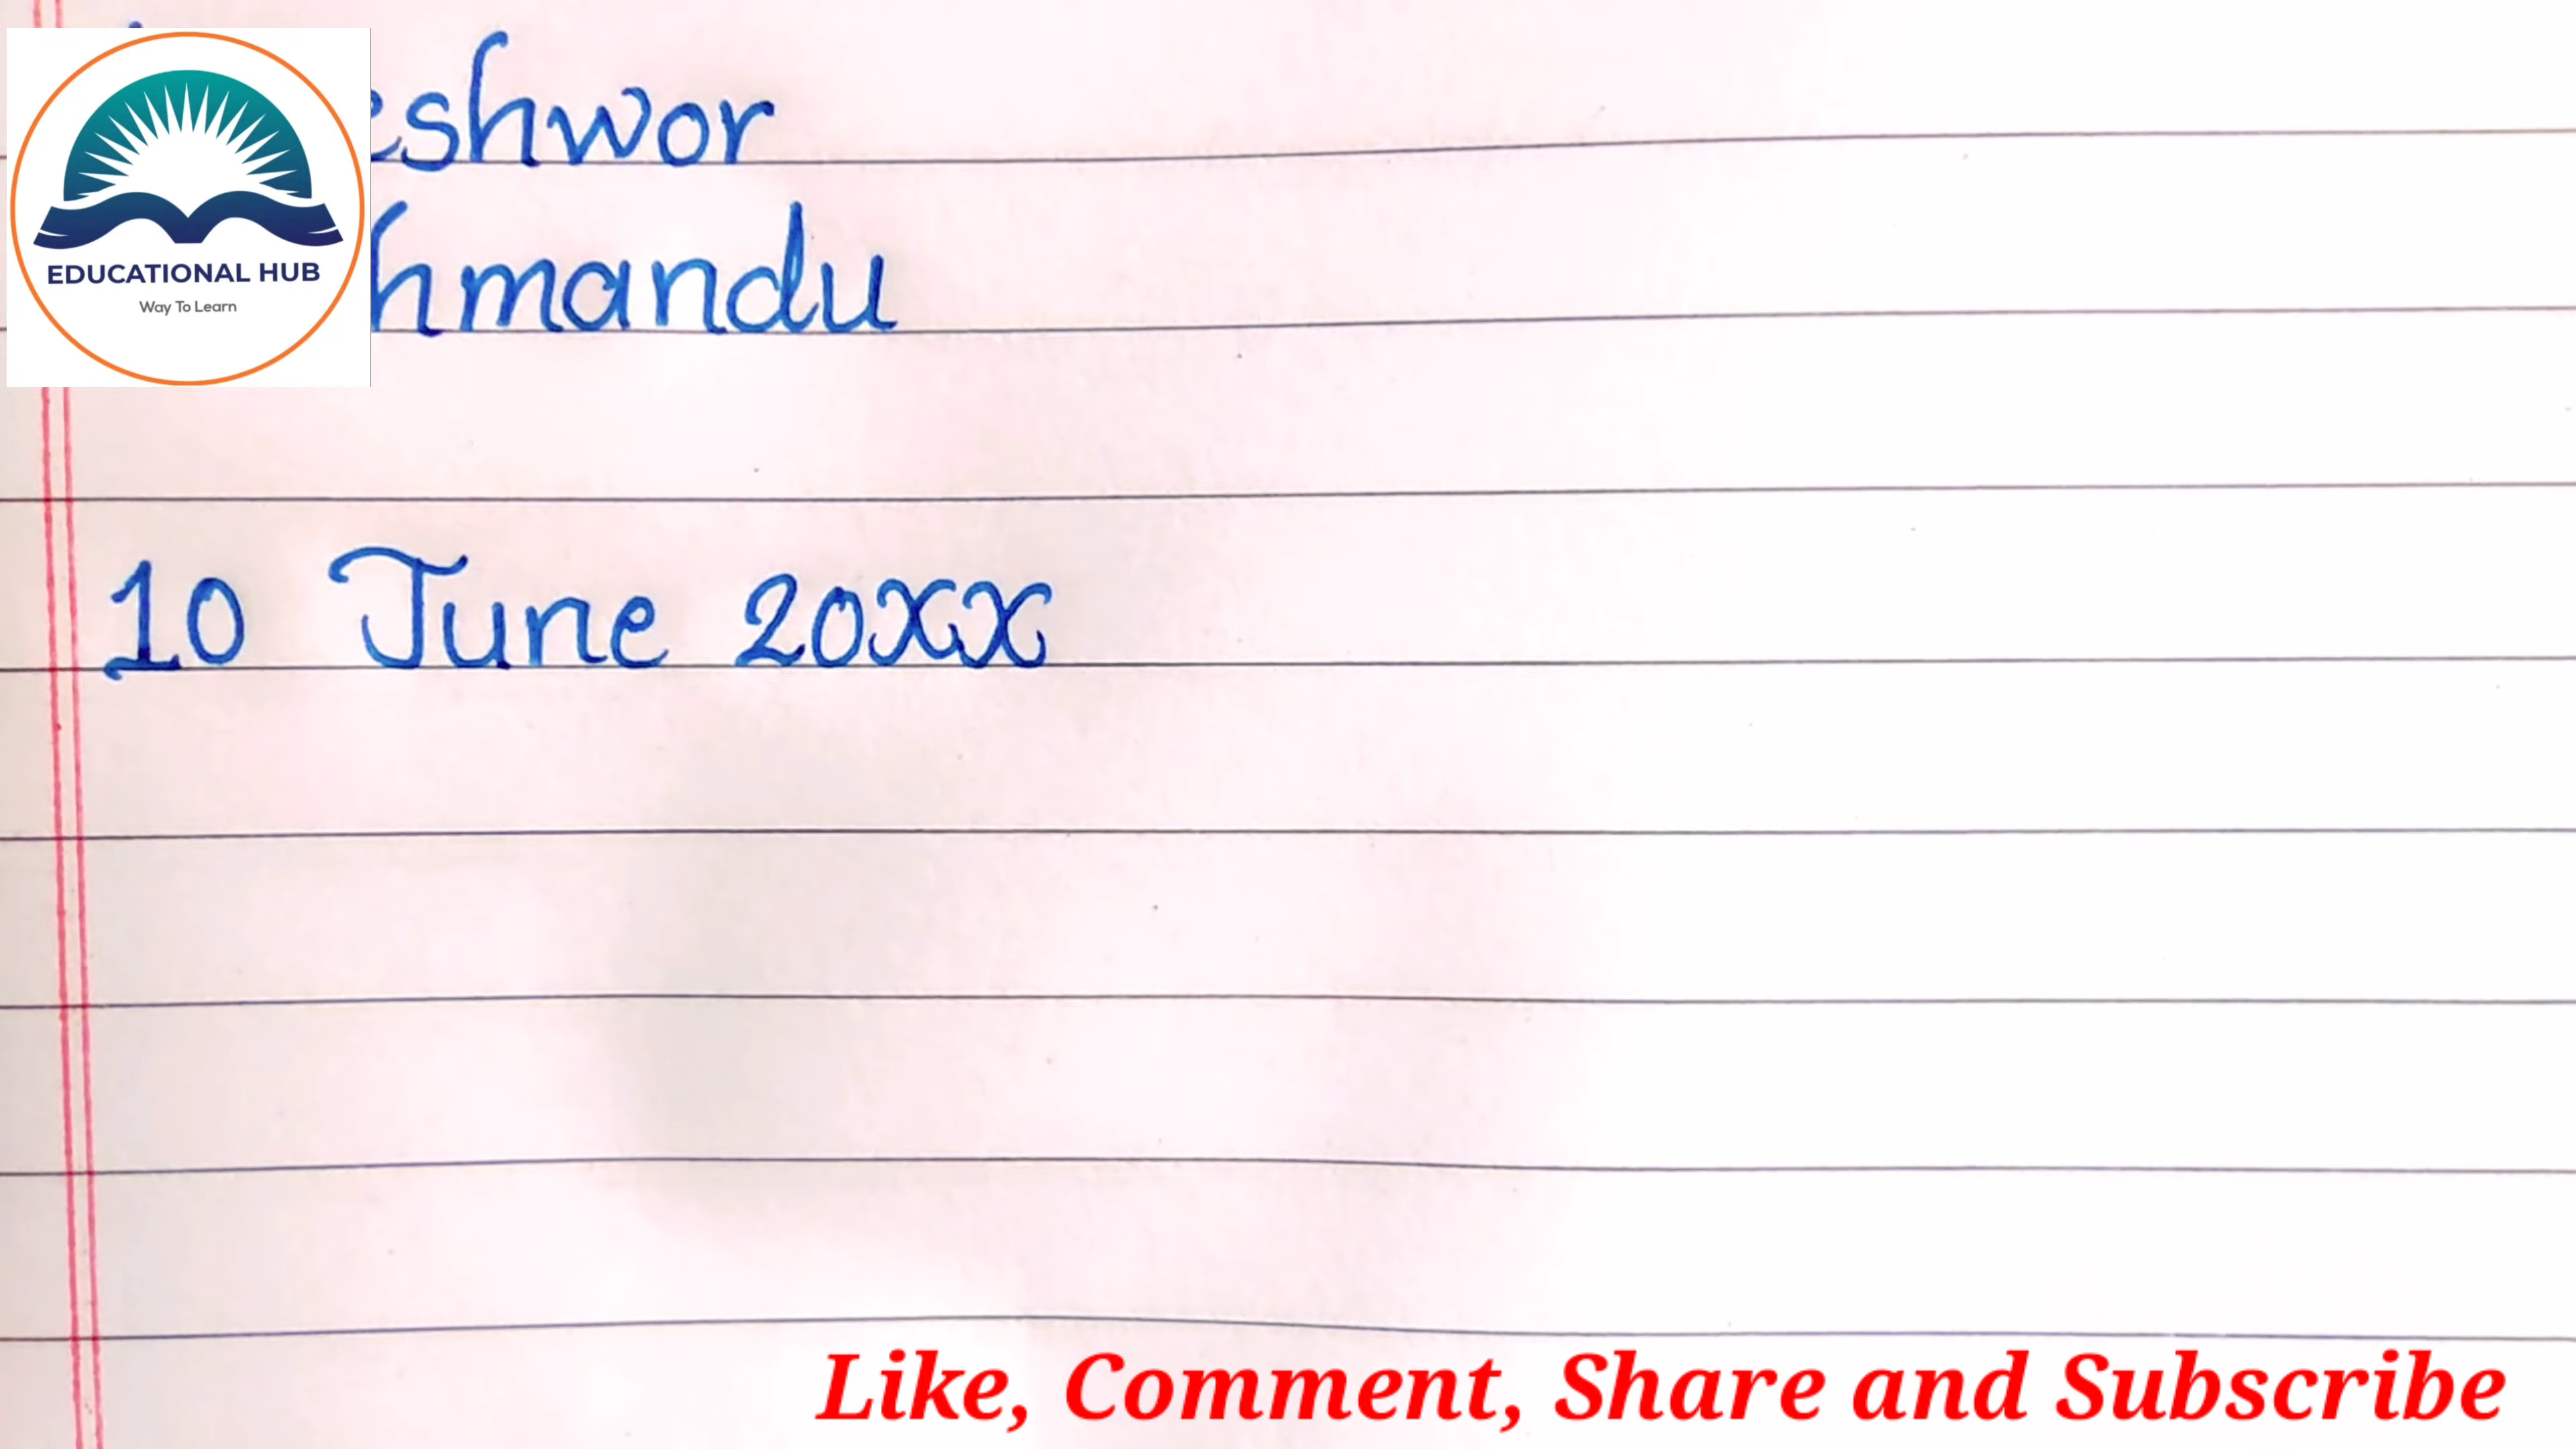 eshwor
hmandu
EDUCATIONAL HUB
Way To Learn
10 June 20XX
Like, Comment, Share and Subscribe